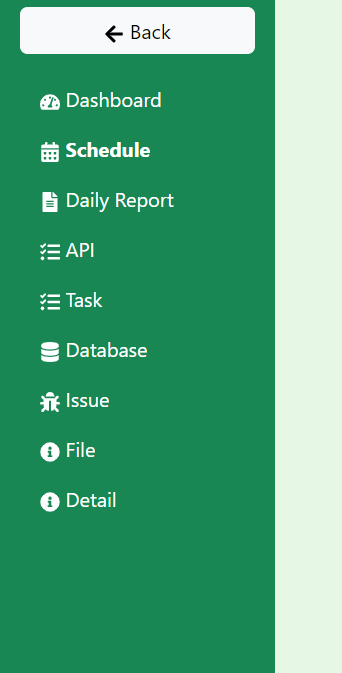 Back
Dashboard
Schedule
Daily Report
API
Task
Database
Issue
File
Detail